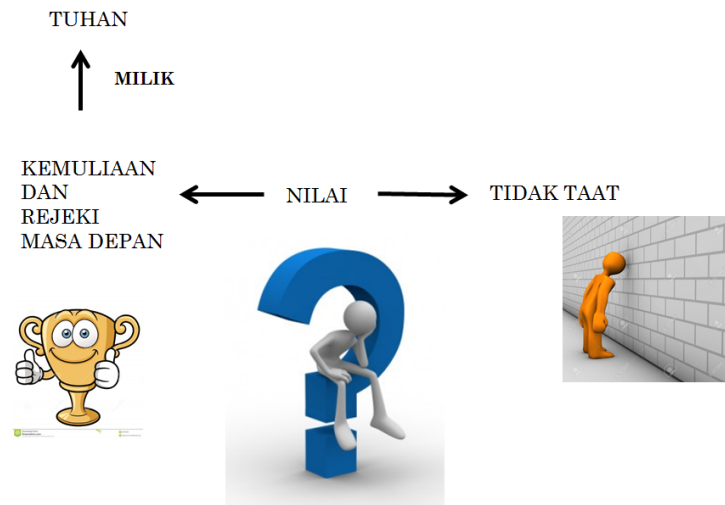 TUHAN
MILIK
KEMULIAAN
DAN
REJEKI
MASA DEPAN
NILAI
TIDAK TAAT